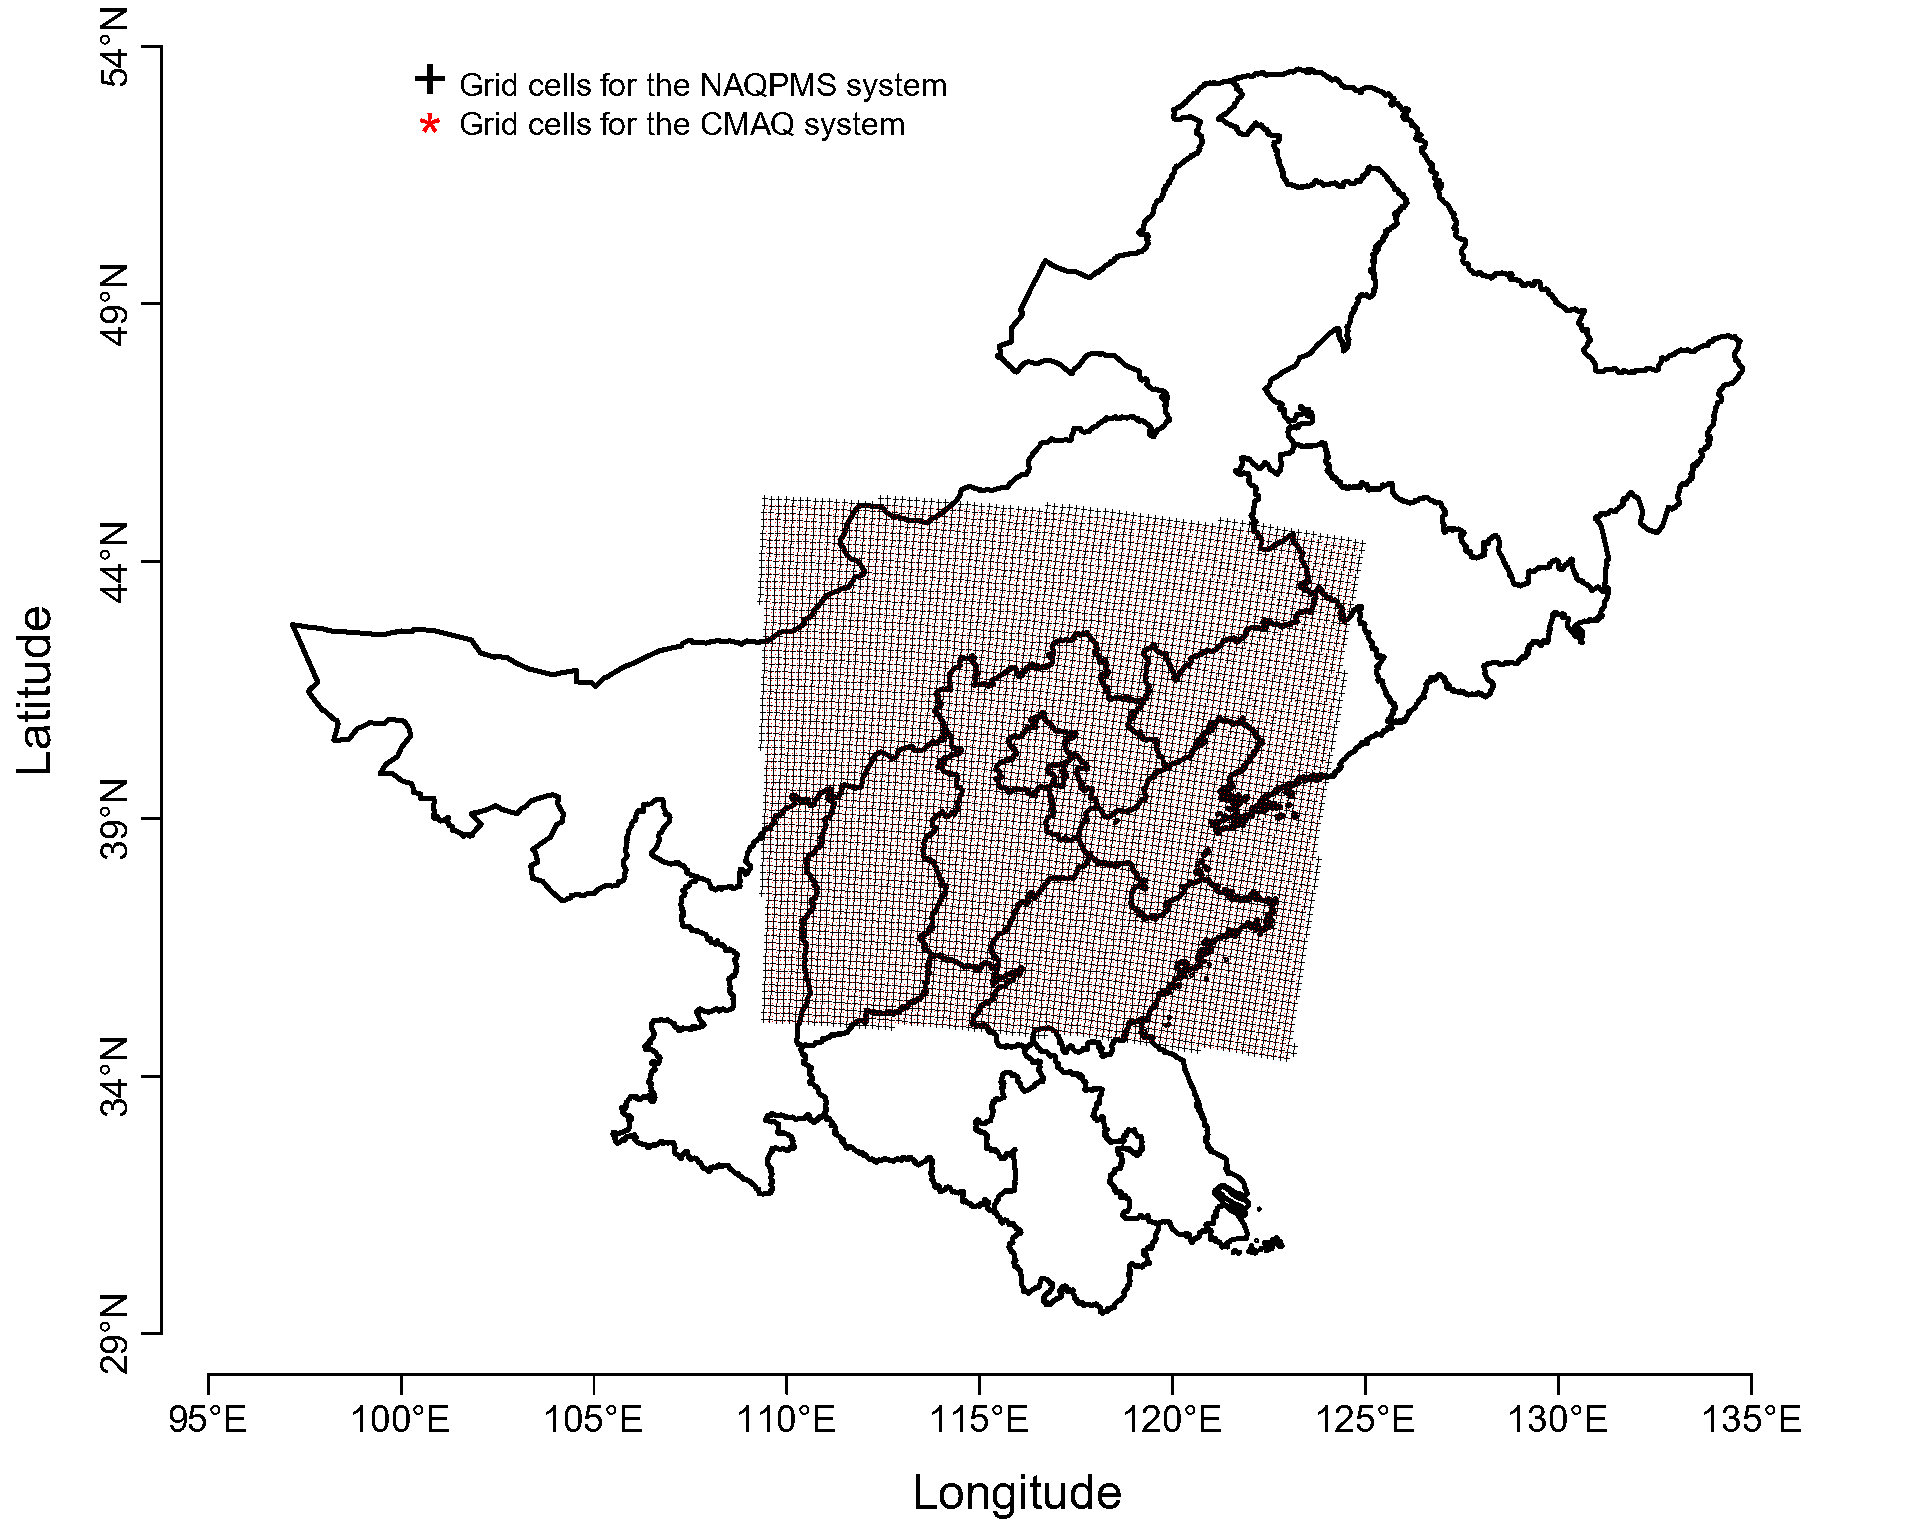 54°N
Grid cells for the NAQPMS system
Grid cells for the CMAQ system
49°N
44°N
Latitude
39°N
34°N
29°N
95°E 100°E 105°E 110°E 115°E 120°E 125°E 130°E 135°E
Longitude